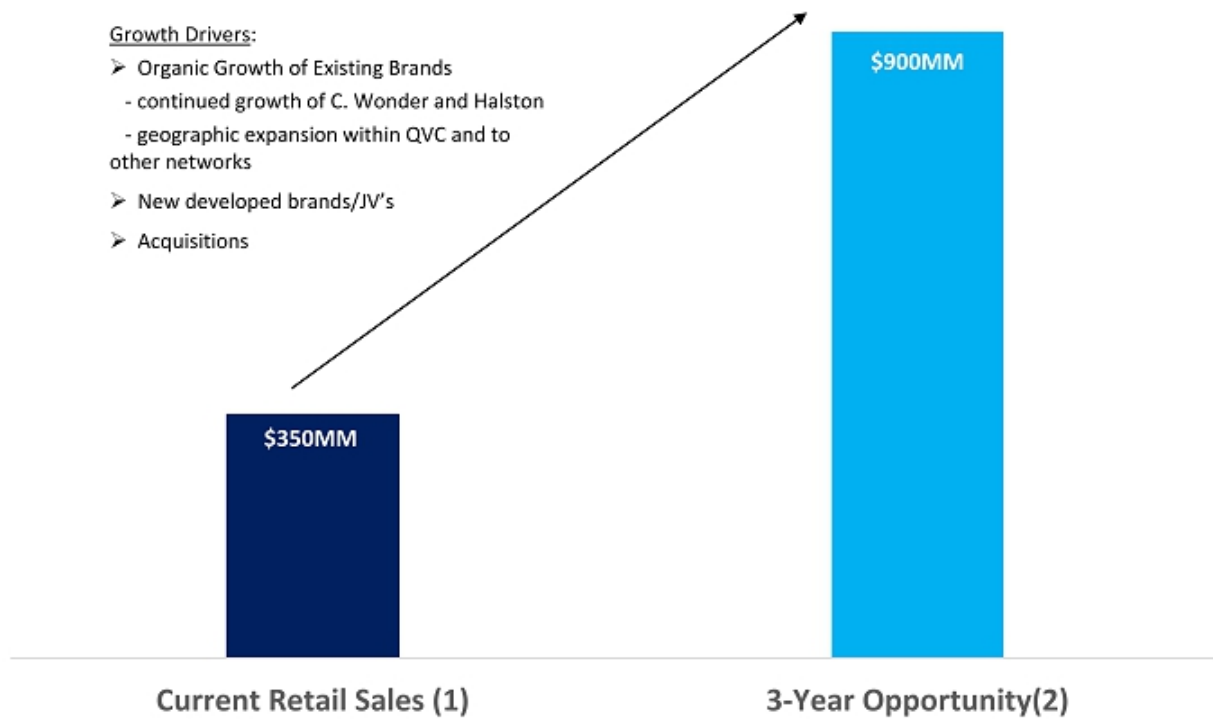 Growth Drivers:
➢ Organic Growth of Existing Brands
- continued growth of C. Wonder and Halston
- geographic expansion within QVC and to
other networks
➢ New developed brands/JV’s
➢ Acquisitions
$900MM
$350MM
Current Retail Sales (1)
3-Year Opportunity(2)